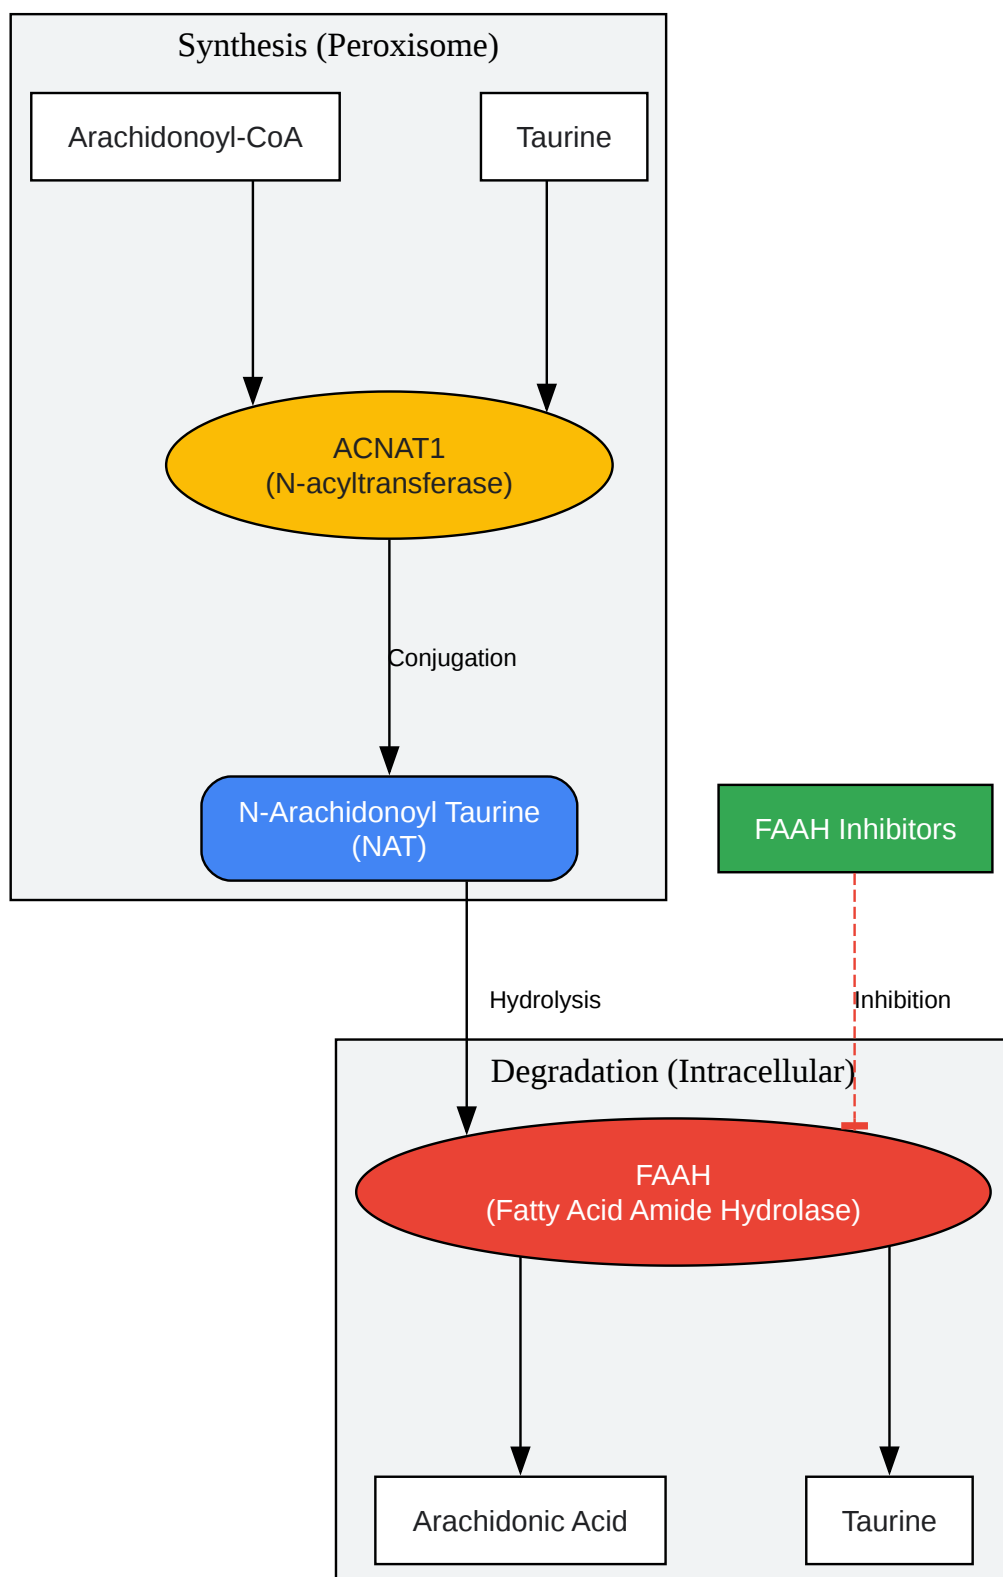 Synthesis (Peroxisome)
Arachidonoyl-CoA
Taurine
ACNAT1
(N-acyltransferase)
Conjugation
N-Arachidonoyl Taurine
(NAT)
FAAH Inhibitors
Hydrolysis
Inhibition
Degradation (Intracellular)
FAAH
(Fatty Acid Amide Hydrolase)
Arachidonic Acid
Taurine